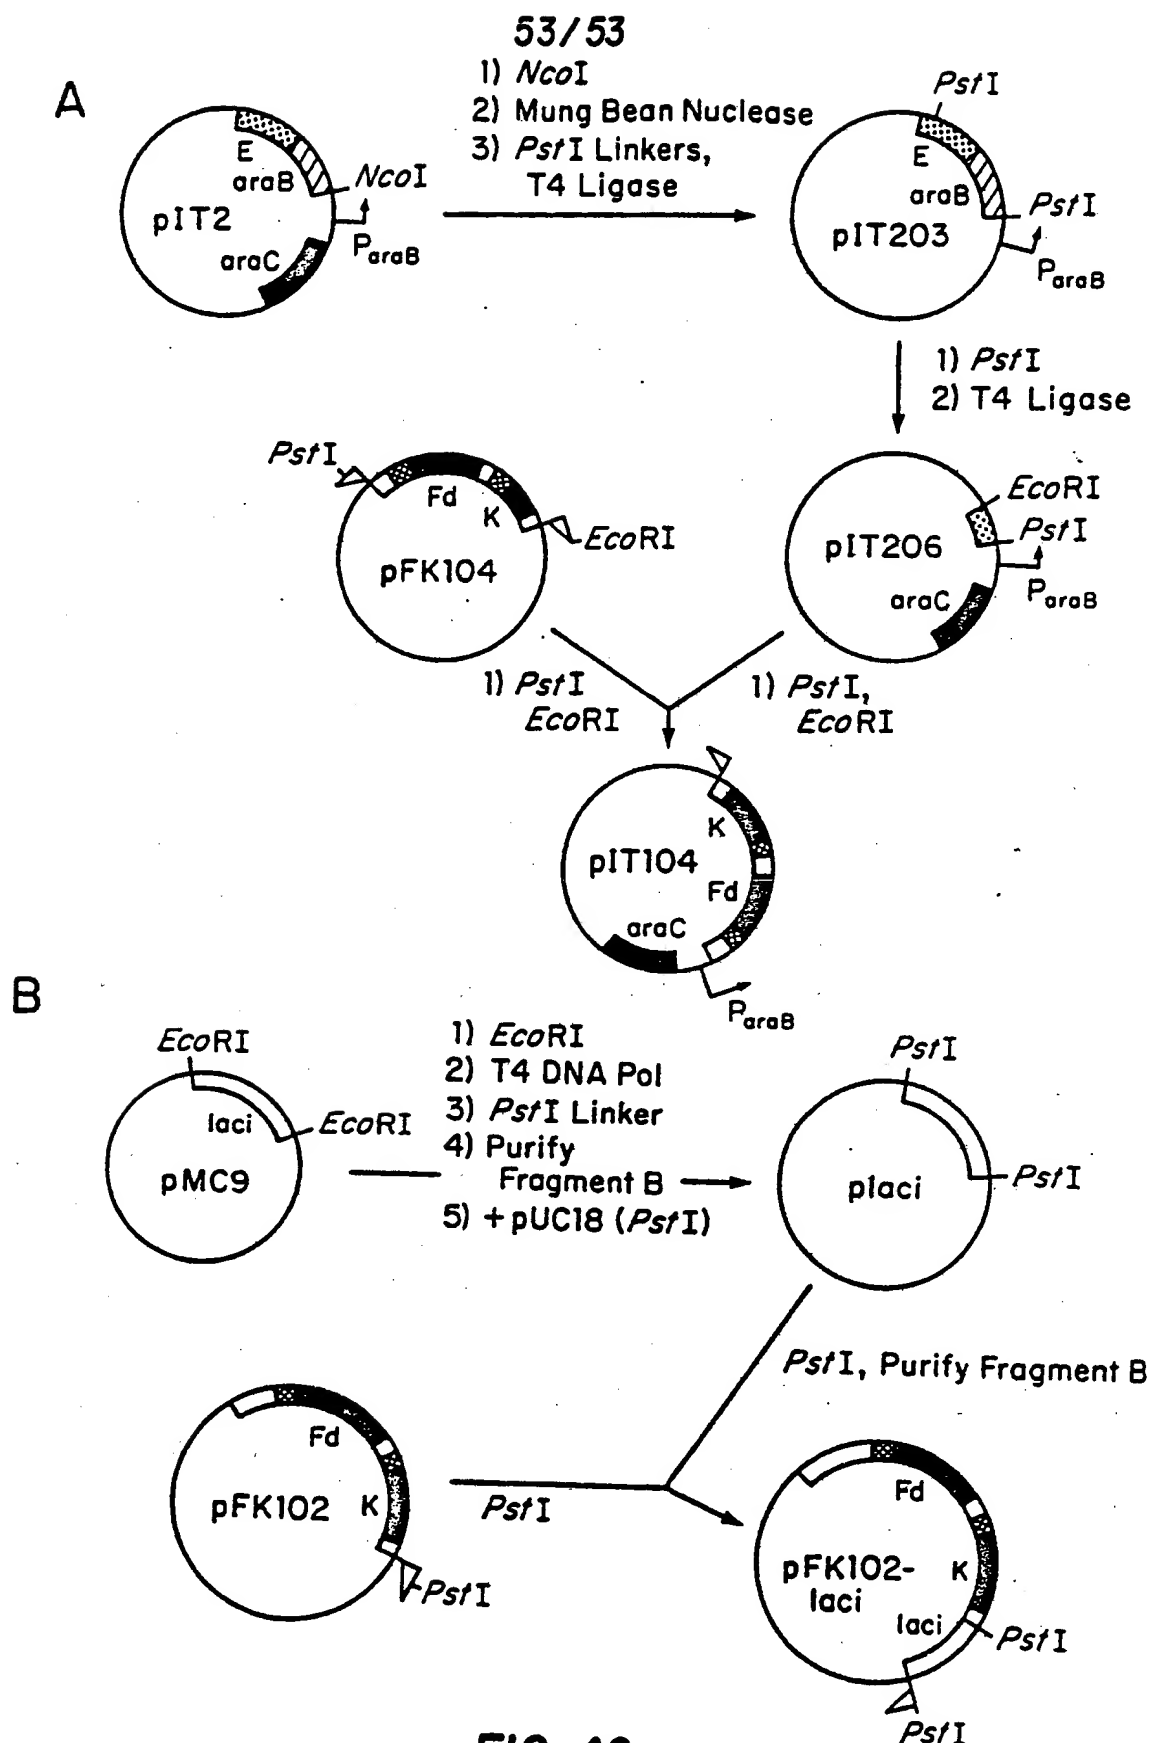 53/53
A
1) NcoI
2) Mung Bean Nuclease
3) PstI Linkers,
T4 Ligase
E
araB
NcoI
pIT2
araC
ParaB
PstI
E
araB
PstI
pIT203
ParaB
1) PstI
2) T4 Ligase
PstI
Fd
K
EcoRI
pFK104
EcoRI
PstI
pIT206
araC
ParaB
1) PstI
EcoRI
1) PstI,
EcoRI
K
pIT104
Fd
araC
ParaB
B
EcoRI
laci
EcoRI
pMC9
1) EcoRI
2) T4 DNA Pol
3) PstI Linker
4) Purify
Fragment B
5) + pUC18 (PstI)
PstI
placi
PstI
PstI, Purify Fragment B
Fd
pFK102
K
PstI
PstI
Fd
pFK102-
laci
K
laci
PstI
PstI